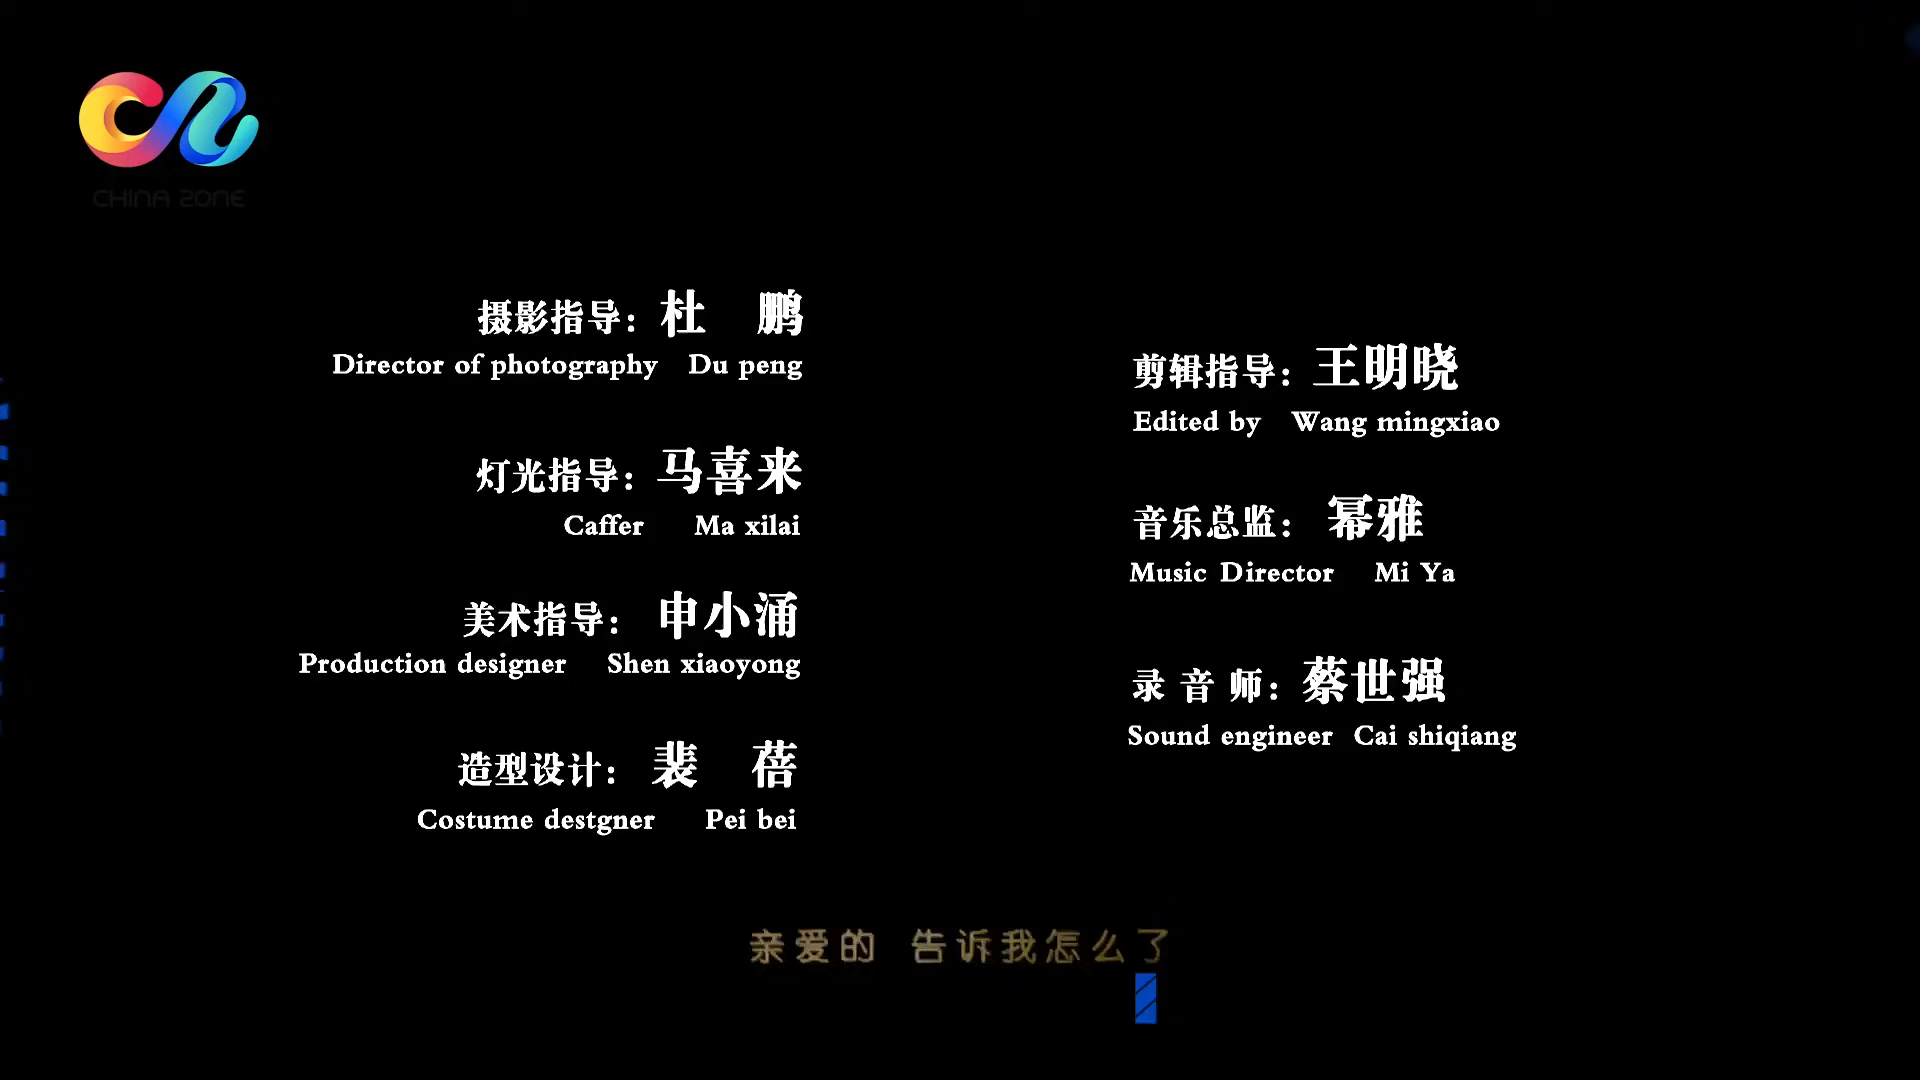 CHINA ZONE
摄影指导：杜 鹏
Director of photography Du peng
灯光指导：马喜来
Caffer Ma xilai
美术指导：申小涌
Production designer Shen xiaoyong
造型设计：裴 蓓
Costume destgner Pei bei
剪辑指导：王明晓
Edited by Wang mingxiao
音乐总监：幂雅
Music Director Mi Ya
录音师：蔡世强
Sound engineer Cai shiqiang
亲爱的 告诉我怎么了